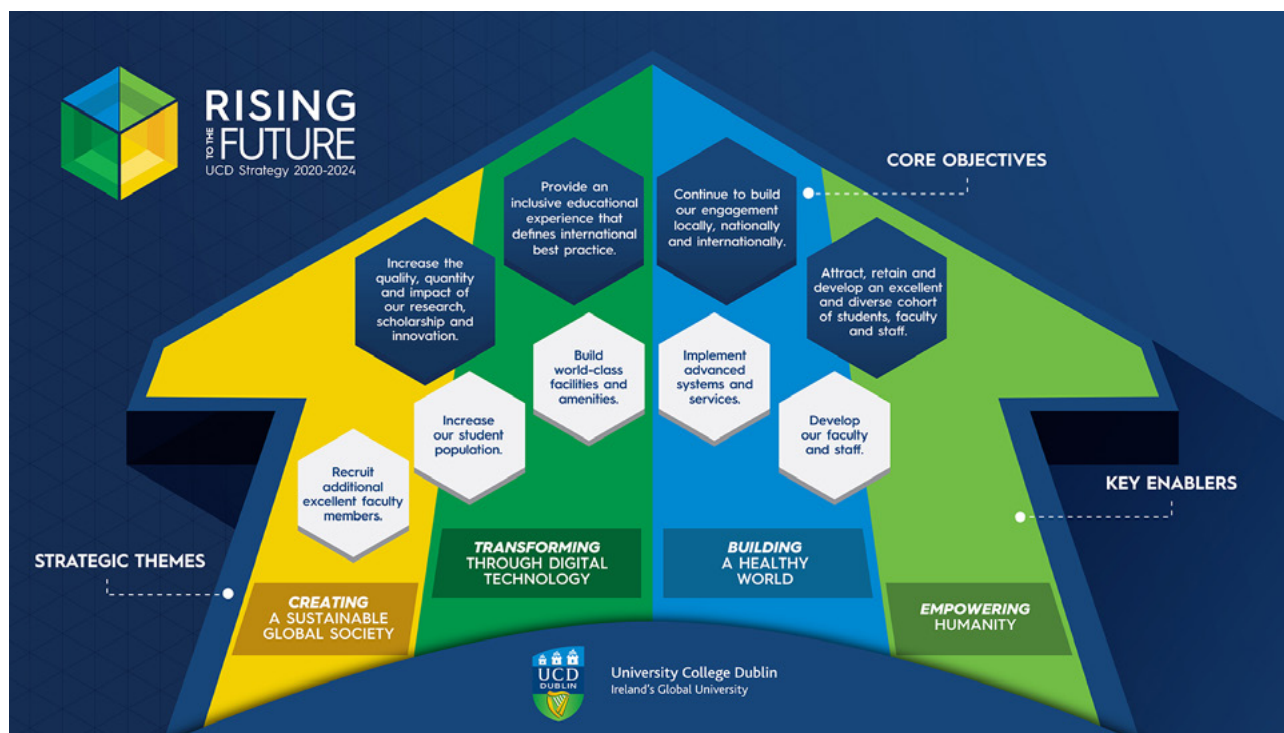 RISING
TO THE
FUTURE
UCD Strategy 2020-2024
CORE OBJECTIVES
Provide an
inclusive educational
experience that
defines international
best practice.
Continue to build
our engagement
locally, nationally
and internationally.
Increase the
quality, quantity
and impact of
our research,
scholarship and
innovation.
Attract, retain and
develop an excellent
and diverse cohort
of students, faculty
and staff.
Build
world-class
facilities and
amenities.
Implement
advanced
systems and
services.
Increase
our student
population.
Develop
our faculty
and staff.
Recruit
additional
excellent faculty
members.
KEY ENABLERS
STRATEGIC THEMES
CREATING
A SUSTAINABLE
GLOBAL SOCIETY
TRANSFORMING
THROUGH DIGITAL
TECHNOLOGY
BUILDING
A HEALTHY
WORLD
EMPOWERING
HUMANITY
UCD
DUBLIN
University College Dublin
Ireland's Global University